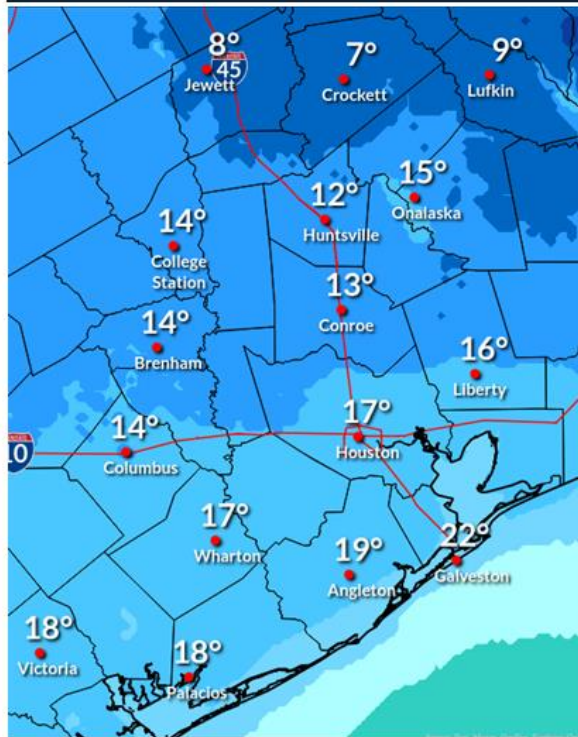 8°
Jewett
45
7°
Crockett
9°
Lufkin
12°
Huntsville
15°
Onalaska
14°
College
Station
13°
Conroe
14°
Brenham
16°
Liberty
10
14°
Columbus
17°
Houston
17°
Wharton
19°
Angleton
22°
Galveston
18°
Victoria
18°
Palacios